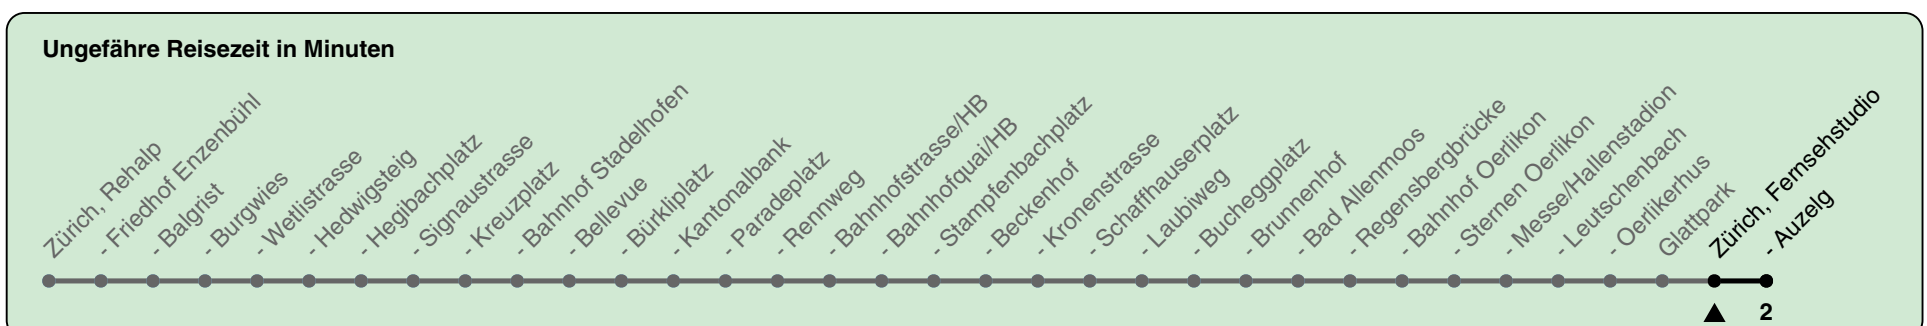 Ungefähre Reisezeit in Minuten
Zürich, Rehalp
- Friedhof Enzenbühl
- Balgrist
- Burgwies
- Wetlistrasse
- Hedwigsteig
- Hegibachplatz
- Signaustrasse
- Kreuzplatz
- Bahnhof Stadelhofen
- Bellevue
- Bürkliplatz
- Kantonalbank
- Paradeplatz
- Rennweg
- Bahnhofstrasse/HB
- Bahnhofquai/HB
- Stampfenbachplatz
- Beckenhof
- Kronenstrasse
- Schaffhauserplatz
- Laubiweg
- Bucheggplatz
- Brunnenhof
- Bad Allenmoos
- Regensbergbrücke
- Bahnhof Oerlikon
- Sternen Oerlikon
- Messe/Hallenstadion
- Leutschenbach
- Oerlikerhus
Glattpark
Zürich, Fernsehstudio
- Auzelg
2